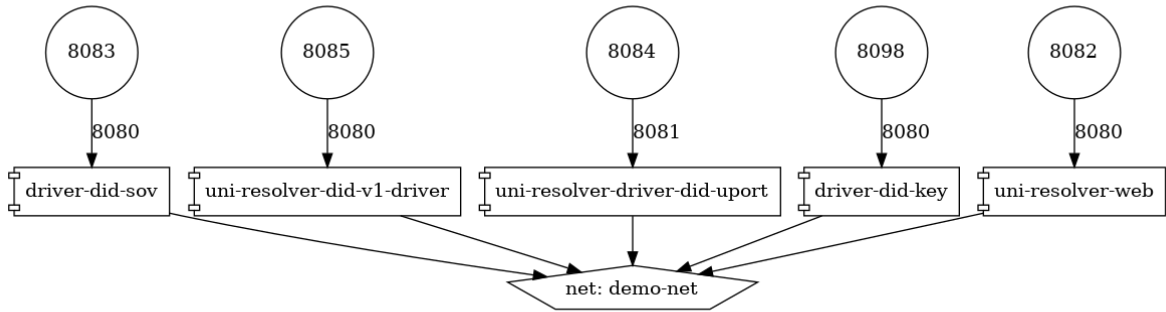 8083
8085
8084
8098
8082
8080
8080
8081
8080
8080
driver-did-sov
uni-resolver-did-v1-driver
uni-resolver-driver-did-uport
driver-did-key
uni-resolver-web
net: demo-net